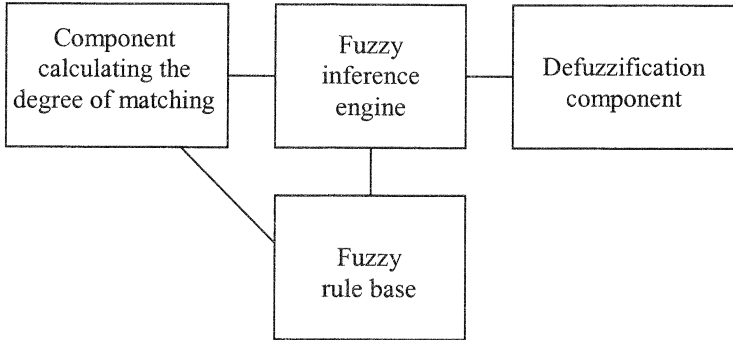 Component
calculating the
degree of matching
Fuzzy
inference
engine
Defuzzification
component
Fuzzy
rule base